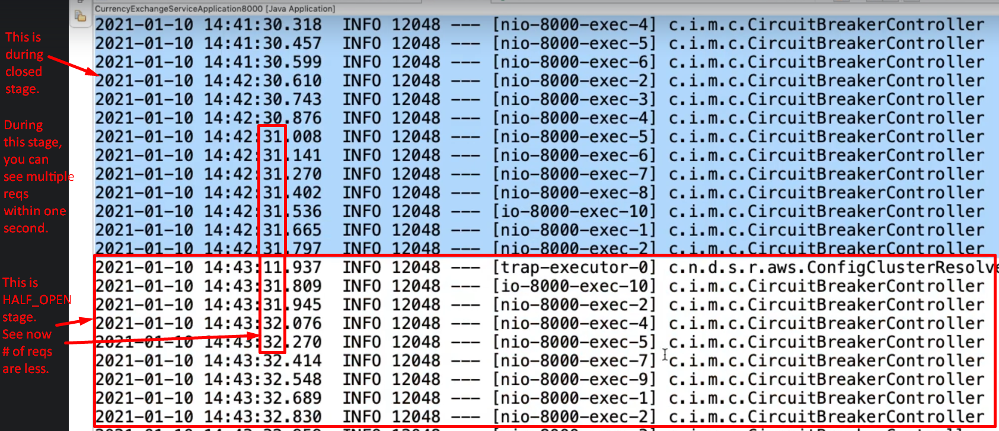 CurrencyExchangeServiceApplication8000 [Java Application]
2021-01-10 14:41:30.318 INFO 12048 --- [nio-8000-exec-4] c.i.m.c.CircuitBreakerController
2021-01-10 14:41:30.457 INFO 12048 --- [nio-8000-exec-5] c.i.m.c.CircuitBreakerController
2021-01-10 14:41:30.599 INFO 12048 --- [nio-8000-exec-6] c.i.m.c.CircuitBreakerController
2021-01-10 14:42:30.610 INFO 12048 --- [nio-8000-exec-2] c.i.m.c.CircuitBreakerController
2021-01-10 14:42:30.743 INFO 12048 --- [nio-8000-exec-3] c.i.m.c.CircuitBreakerController
2021-01-10 14:42:30.876 INFO 12048 --- [nio-8000-exec-4] c.i.m.c.CircuitBreakerController
2021-01-10 14:42:31.008 INFO 12048 --- [nio-8000-exec-5] c.i.m.c.CircuitBreakerController
2021-01-10 14:42:31.141 INFO 12048 --- [nio-8000-exec-6] c.i.m.c.CircuitBreakerController
2021-01-10 14:42:31.270 INFO 12048 --- [nio-8000-exec-7] c.i.m.c.CircuitBreakerController
2021-01-10 14:42:31.402 INFO 12048 --- [nio-8000-exec-8] c.i.m.c.CircuitBreakerController
2021-01-10 14:42:31.536 INFO 12048 --- [io-8000-exec-10] c.i.m.c.CircuitBreakerController
2021-01-10 14:42:31.665 INFO 12048 --- [nio-8000-exec-1] c.i.m.c.CircuitBreakerController
2021-01-10 14:42:31.797 INFO 12048 --- [nio-8000-exec-2] c.i.m.c.CircuitBreakerController
2021-01-10 14:43:11.937 INFO 12048 --- [trap-executor-0] c.n.d.s.r.aws.ConfigClusterResolve
2021-01-10 14:43:31.809 INFO 12048 --- [io-8000-exec-10] c.i.m.c.CircuitBreakerController
2021-01-10 14:43:31.945 INFO 12048 --- [nio-8000-exec-2] c.i.m.c.CircuitBreakerController
2021-01-10 14:43:32.076 INFO 12048 --- [nio-8000-exec-4] c.i.m.c.CircuitBreakerController
2021-01-10 14:43:32.270 INFO 12048 --- [nio-8000-exec-5] c.i.m.c.CircuitBreakerController
2021-01-10 14:43:32.414 INFO 12048 --- [nio-8000-exec-7] c.i.m.c.CircuitBreakerController
2021-01-10 14:43:32.548 INFO 12048 --- [nio-8000-exec-9] c.i.m.c.CircuitBreakerController
2021-01-10 14:43:32.689 INFO 12048 --- [nio-8000-exec-1] c.i.m.c.CircuitBreakerController
2021-01-10 14:43:32.830 INFO 12048 --- [nio-8000-exec-2] c.i.m.c.CircuitBreakerController
This is
during
closed
stage.
During
this stage,
you can
see multiple
reqs
within one
second.
This is
HALF_OPEN
stage.
See now
# of reqs
are less.